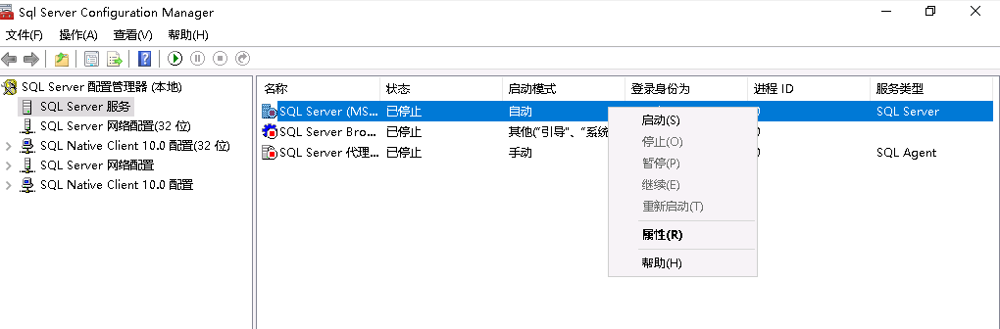 Sql Server Configuration Manager
文件(F) 操作(A) 查看(V) 帮助(H)
SQL Server 配置管理器 (本地)
SQL Server 服务
SQL Server 网络配置(32 位)
SQL Native Client 10.0 配置(32 位)
SQL Server 网络配置
SQL Native Client 10.0 配置
名称 状态 启动模式 登录身份为 进程 ID 服务类型
SQL Server (MS... 已停止 自动 SQL Server
SQL Server Bro... 已停止 其他("引导"、"系统
SQL Server 代理... 已停止 手动 SQL Agent
启动(S)
停止(O)
暂停(P)
继续(E)
重新启动(T)
属性(R)
帮助(H)